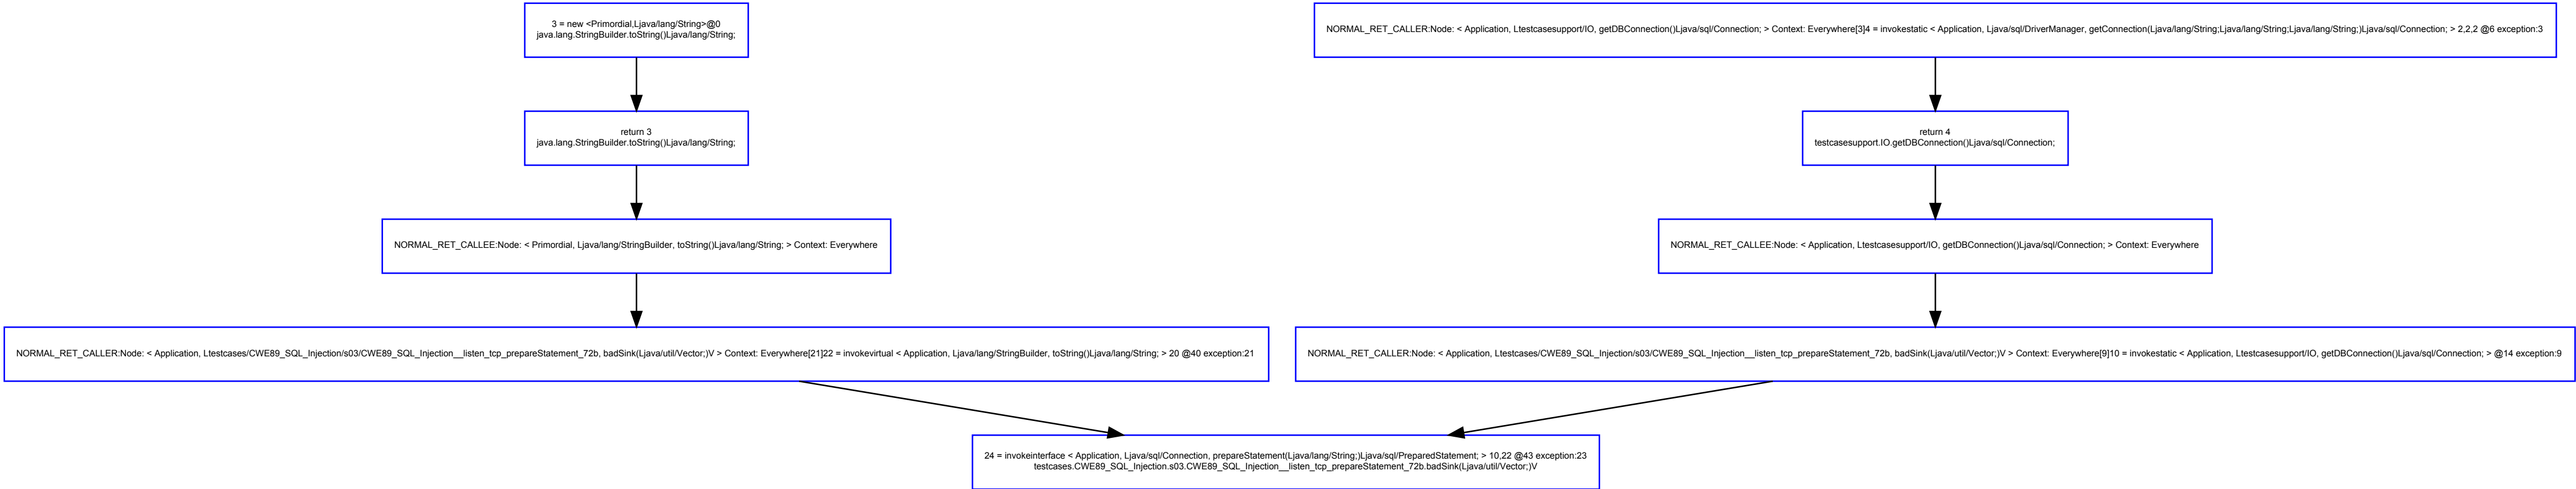 3 = new <Primordial,Ljava/lang/String>@0
java.lang.StringBuilder.toString()Ljava/lang/String;
NORMAL_RET_CALLER:Node: < Application, Ltestcasesupport/IO, getDBConnection()Ljava/sql/Connection; > Context: Everywhere[3]4 = invokestatic < Application, Ljava/sql/DriverManager, getConnection(Ljava/lang/String;Ljava/lang/String;Ljava/lang/String;)Ljava/sql/Connection; > 2,2,2 @6 exception:3
return 3
java.lang.StringBuilder.toString()Ljava/lang/String;
return 4
testcasesupport.IO.getDBConnection()Ljava/sql/Connection;
NORMAL_RET_CALLEE:Node: < Primordial, Ljava/lang/StringBuilder, toString()Ljava/lang/String; > Context: Everywhere
NORMAL_RET_CALLEE:Node: < Application, Ltestcasesupport/IO, getDBConnection()Ljava/sql/Connection; > Context: Everywhere
NORMAL_RET_CALLER:Node: < Application, Ltestcases/CWE89_SQL_Injection/s03/CWE89_SQL_Injection__listen_tcp_prepareStatement_72b, badSink(Ljava/util/Vector;)V > Context: Everywhere[21]22 = invokevirtual < Application, Ljava/lang/StringBuilder, toString()Ljava/lang/String; > 20 @40 exception:21
NORMAL_RET_CALLER:Node: < Application, Ltestcases/CWE89_SQL_Injection/s03/CWE89_SQL_Injection__listen_tcp_prepareStatement_72b, badSink(Ljava/util/Vector;)V > Context: Everywhere[9]10 = invokestatic < Application, Ltestcasesupport/IO, getDBConnection()Ljava/sql/Connection; > @14 exception:9
24 = invokeinterface < Application, Ljava/sql/Connection, prepareStatement(Ljava/lang/String;)Ljava/sql/PreparedStatement; > 10,22 @43 exception:23
testcases.CWE89_SQL_Injection.s03.CWE89_SQL_Injection__listen_tcp_prepareStatement_72b.badSink(Ljava/util/Vector;)V